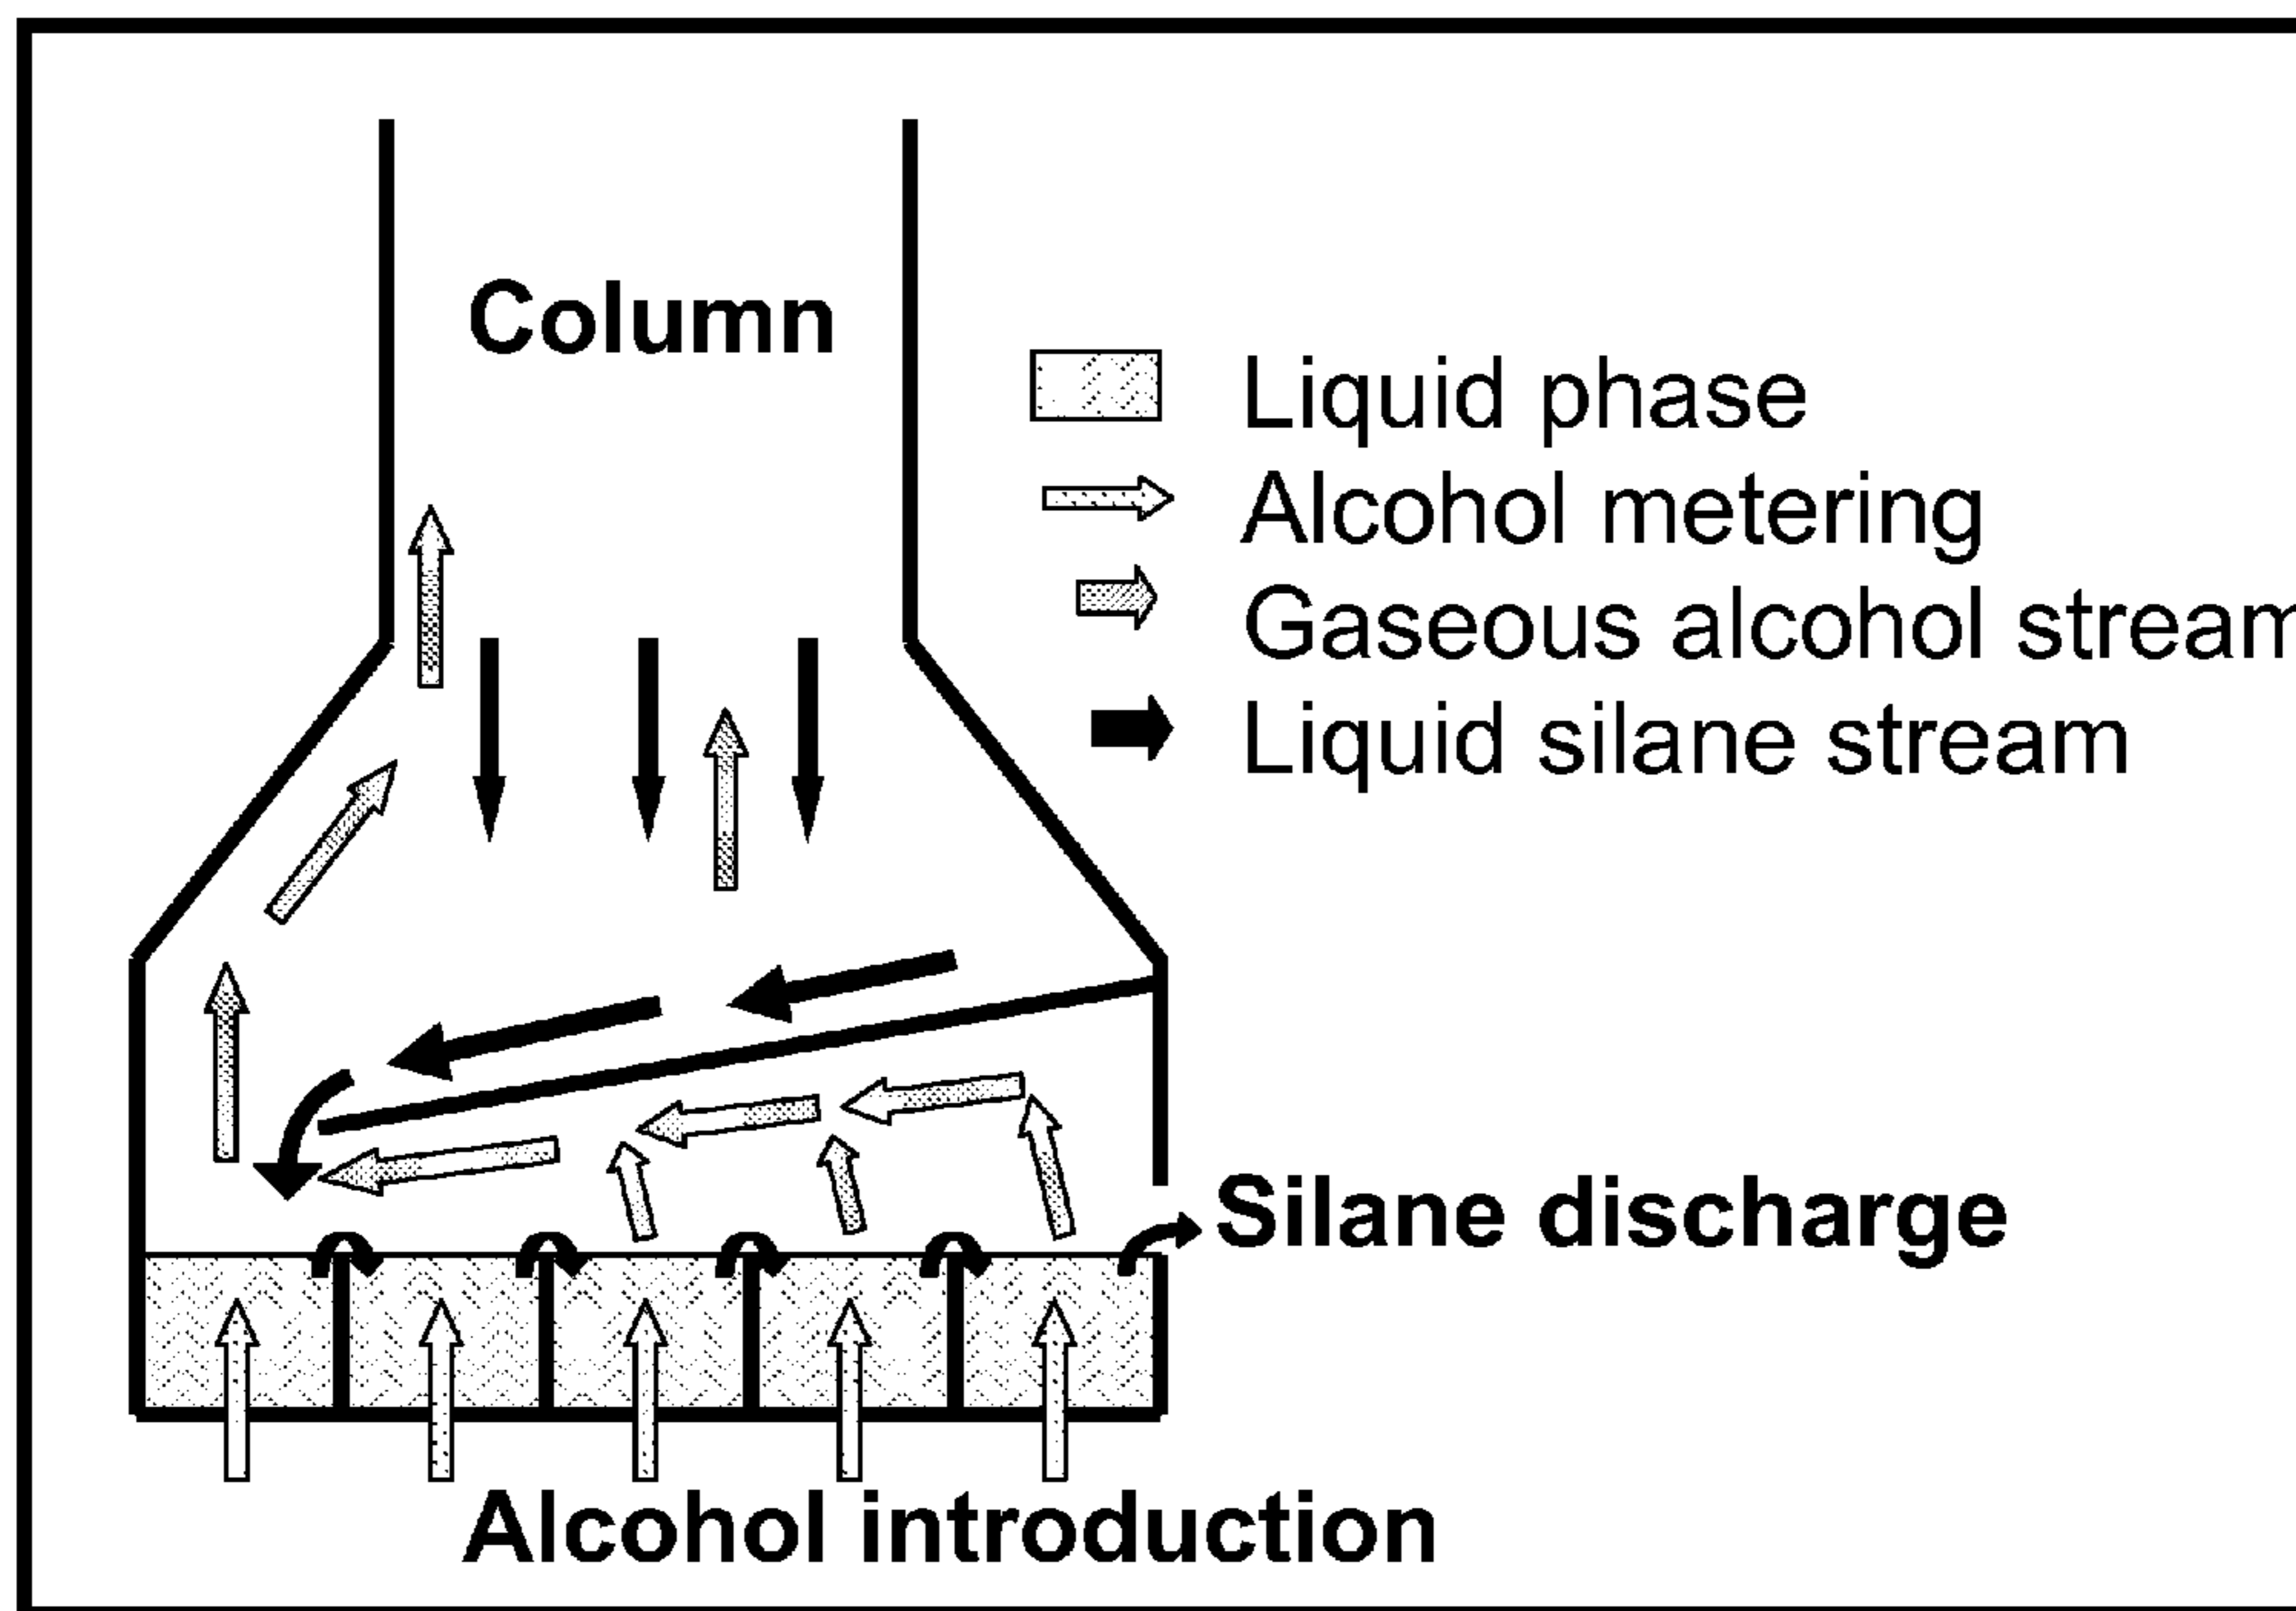 Column
Liquid phase
Alcohol metering
Gaseous alcohol stream
Liquid silane stream
Silane discharge
Alcohol introduction